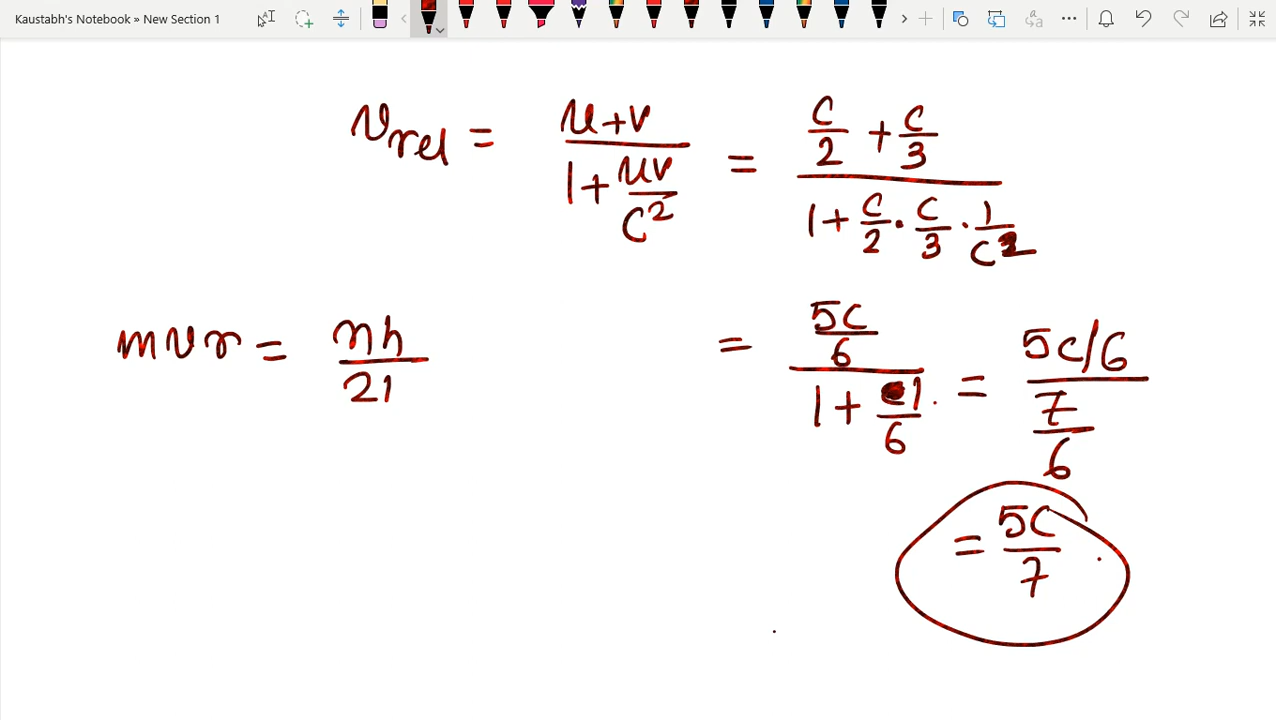 Kaustabh's Notebook » New Section 1
v_rel = (u+v)/(1+uv/c²) = (c/2 + c/3)/(1 + c/2 · c/3 · 1/c²)
mvr = nh/21
= (5c/6)/(1 + 1/6) = (5c/6)/(7/6)
= 5c/7